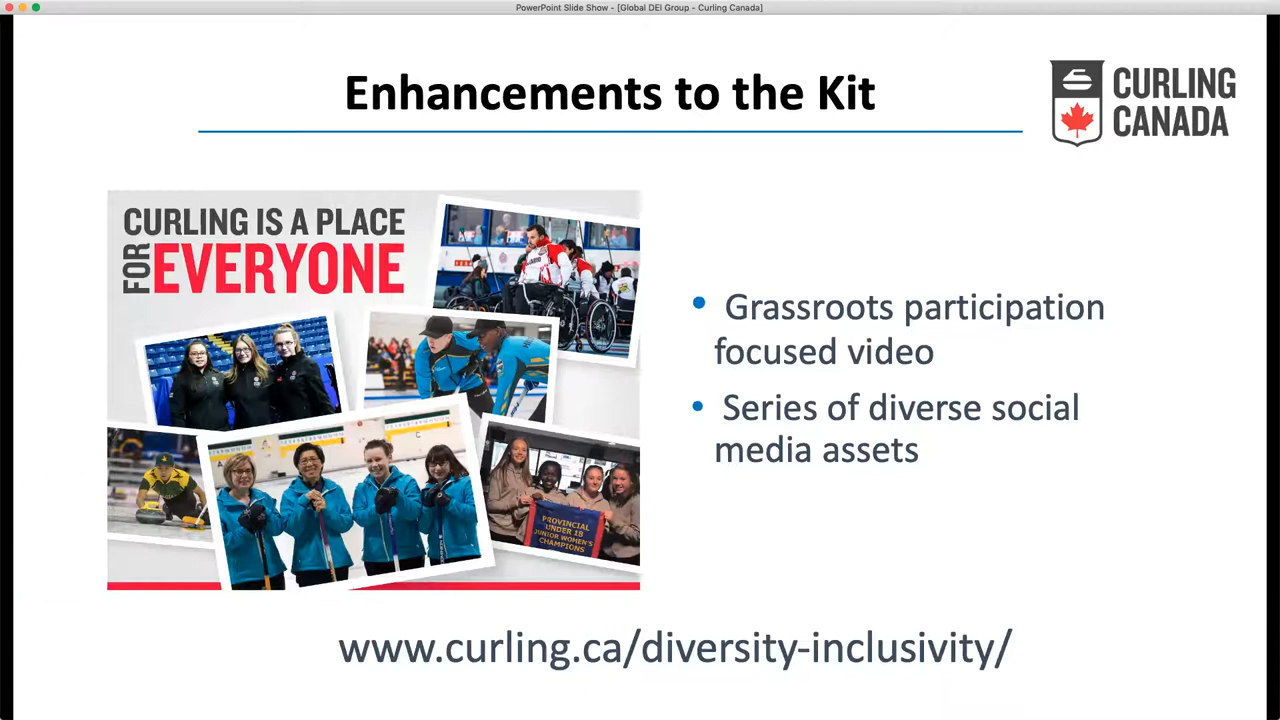 PowerPoint Slide Show - [Global DEI Group - Curling Canada]
Enhancements to the Kit
CURLING
CANADA
CURLING IS A PLACE
FOR EVERYONE
• Grassroots participation
focused video
• Series of diverse social
media assets
PROVINCIAL
UNDER 18
JUNIOR WOMEN'S
CHAMPIONS
www.curling.ca/diversity-inclusivity/